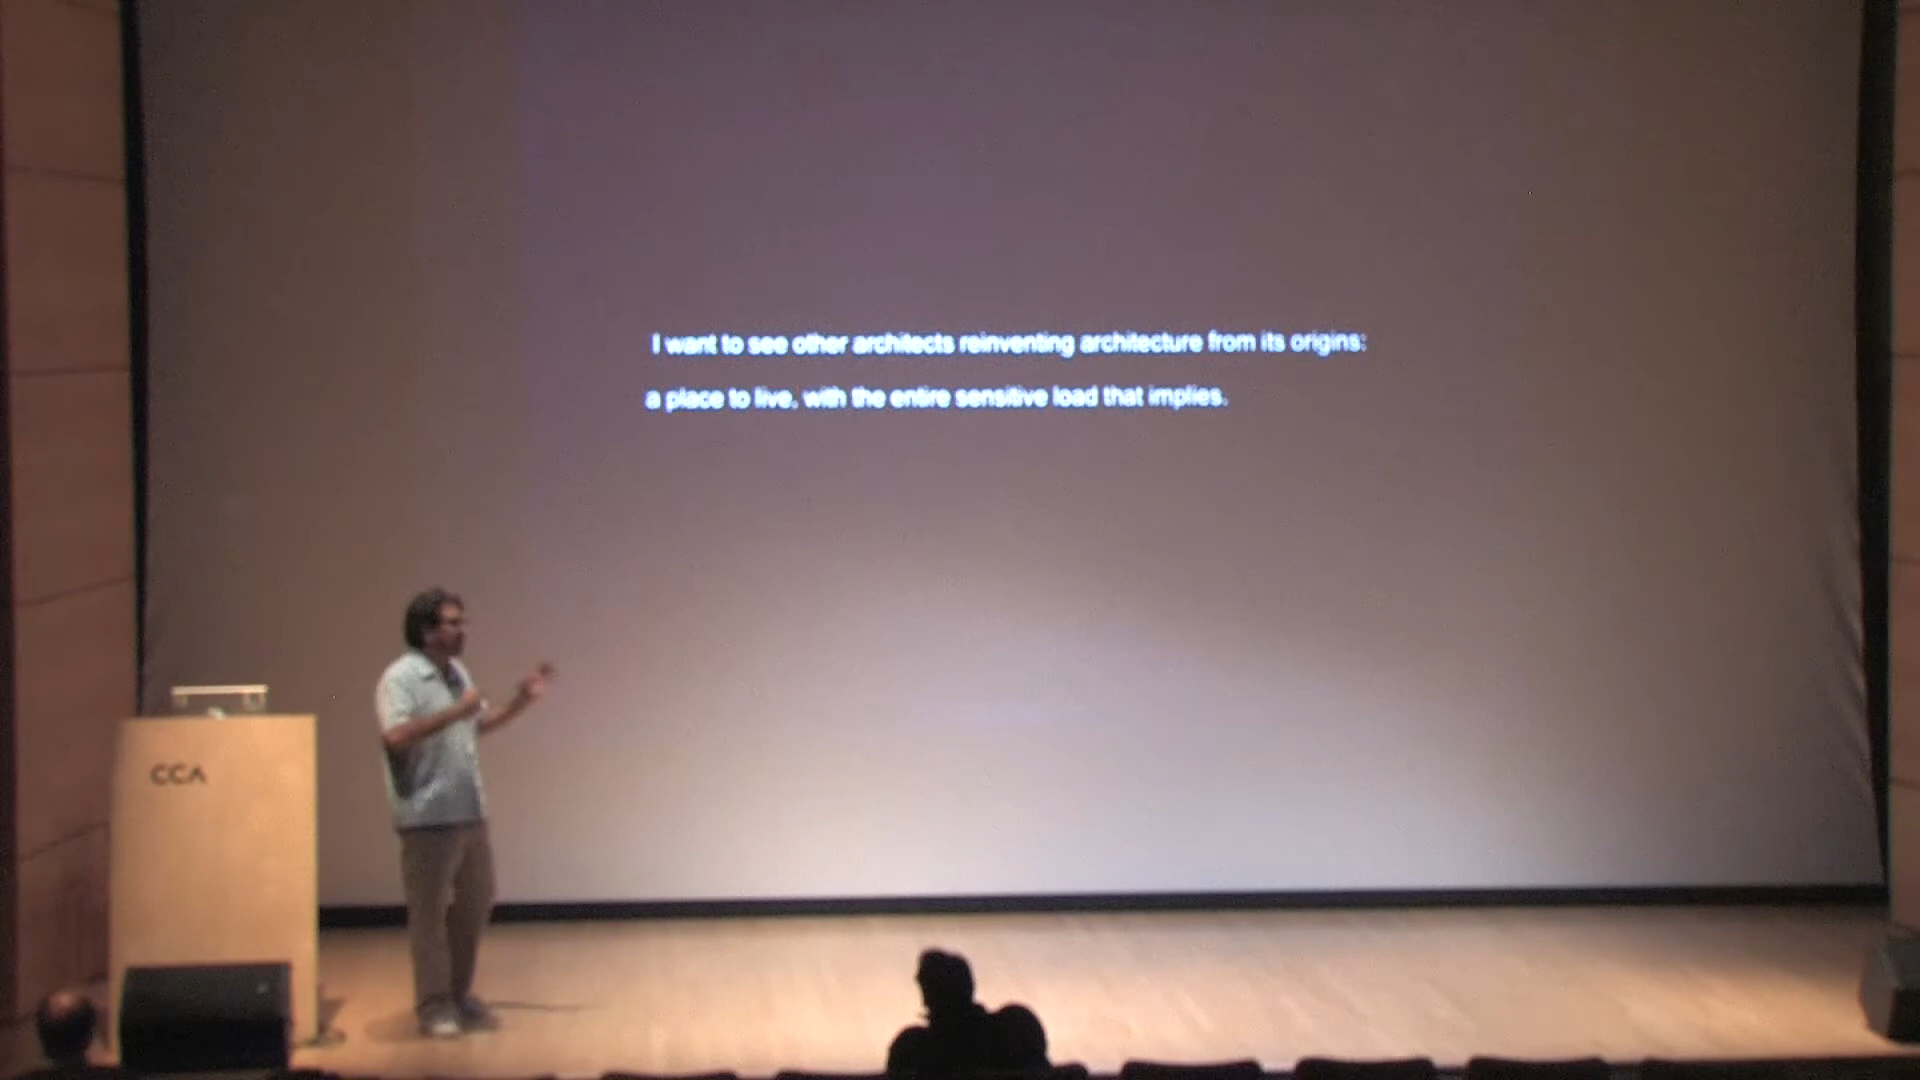 I want to see other architects reinventing architecture from its origins:
a place to live, with the entire sensitive load that implies.
CCA